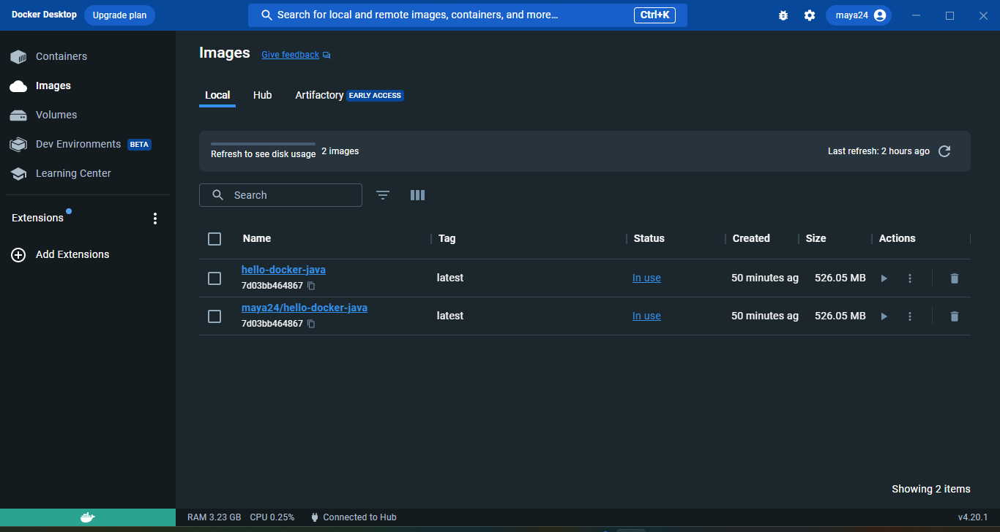 Docker Desktop Upgrade plan Search for local and remote images, containers, and more... Ctrl+K maya24
Containers
Images
Volumes
Dev Environments BETA
Learning Center
Extensions
Add Extensions
Images Give feedback
Local Hub Artifactory EARLY ACCESS
Refresh to see disk usage 2 images Last refresh: 2 hours ago
Search
Name Tag Status Created Size Actions
hello-docker-java
7d03bb464867 latest In use 50 minutes ag 526.05 MB
maya24/hello-docker-java
7d03bb464867 latest In use 50 minutes ag 526.05 MB
Showing 2 items
RAM 3.23 GB CPU 0.25% Connected to Hub v4.20.1